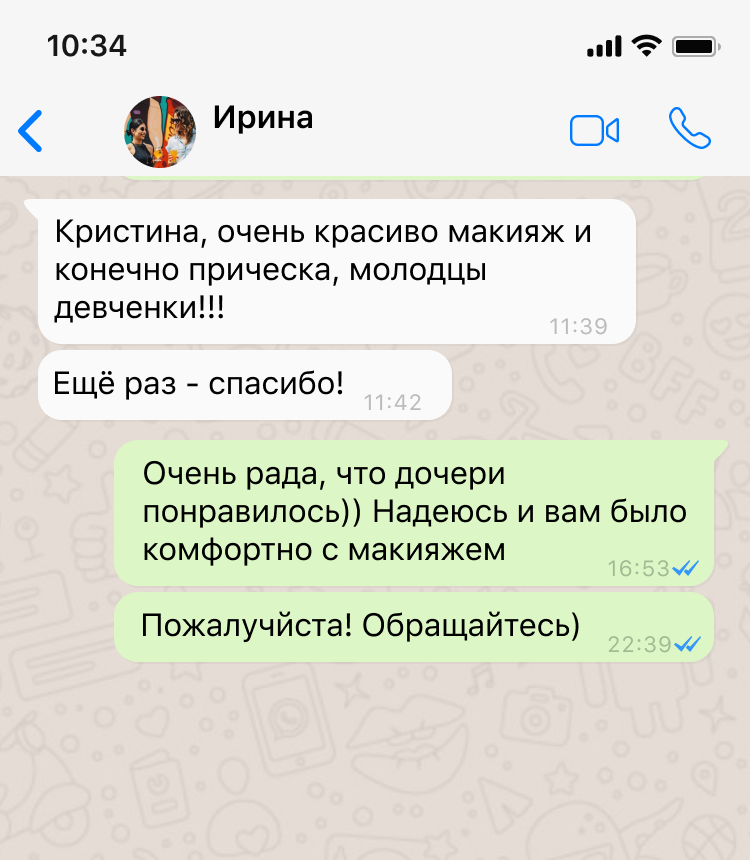 10:34
Ирина
Кристина, очень красиво макияж и
конечно прическа, молодцы
девченки!!!
11:39
Ещё раз - спасибо!
11:42
Очень рада, что дочери
понравилось)) Надеюсь и вам было
комфортно с макияжем
16:53
Пожалучйста! Обращайтесь)
22:39